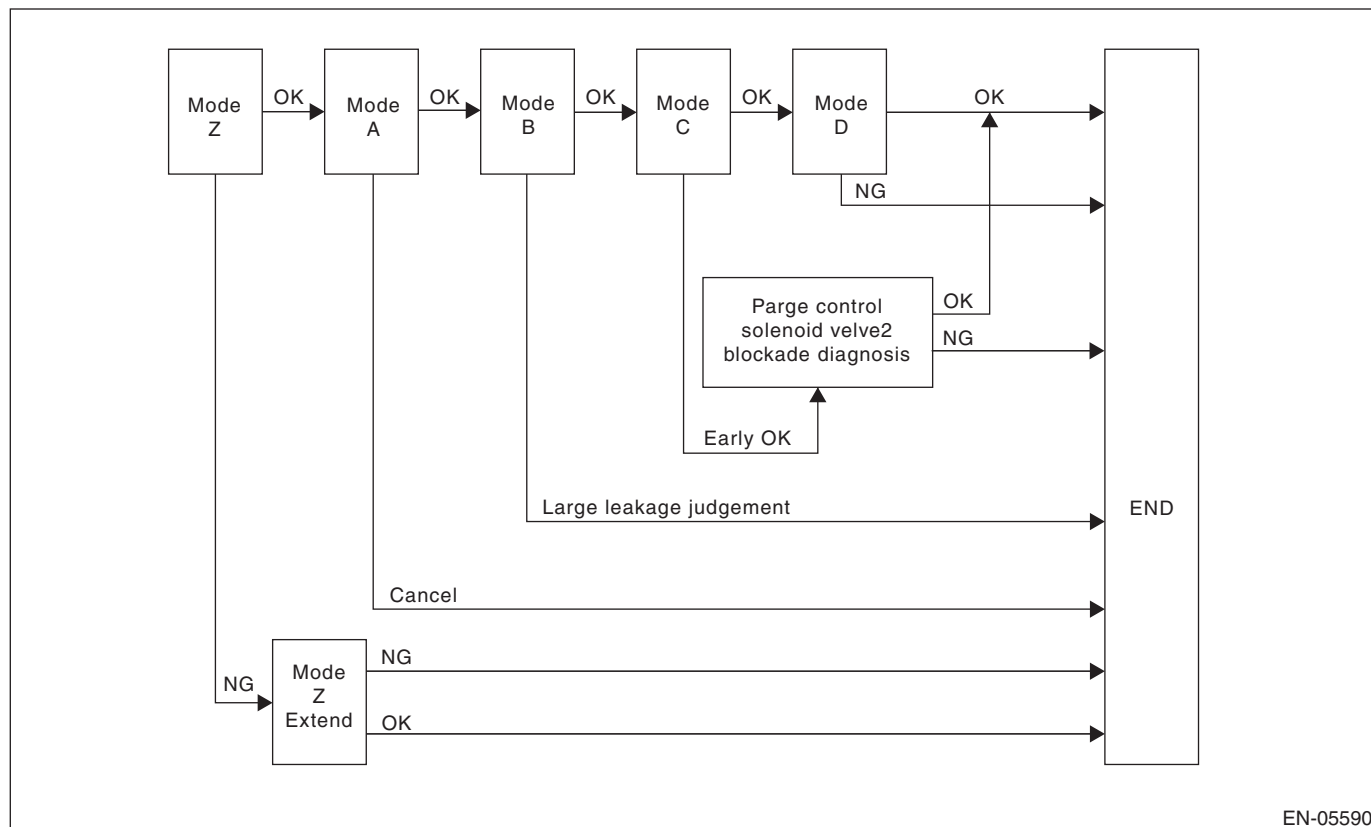 Mode
Z
OK
Mode
A
OK
Mode
B
OK
Mode
C
OK
Mode
D
OK
NG
Parge control
solenoid velve2
blockade diagnosis
OK
NG
Early OK
Large leakage judgement
END
Cancel
NG
Mode
Z
Extend
NG
OK
EN-05590